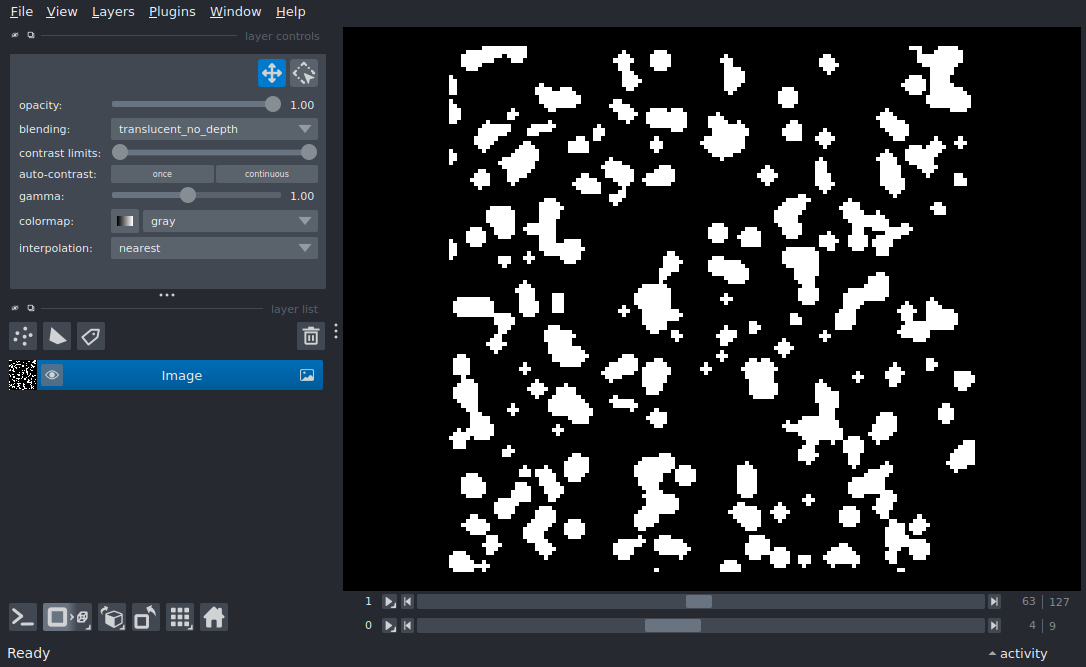 File View Layers Plugins Window Help
layer controls
opacity: 1.00
blending: translucent_no_depth
contrast limits:
auto-contrast: once continuous
gamma: 1.00
colormap: gray
interpolation: nearest
layer list
Image
1 63 127
0 4 9
Ready activity